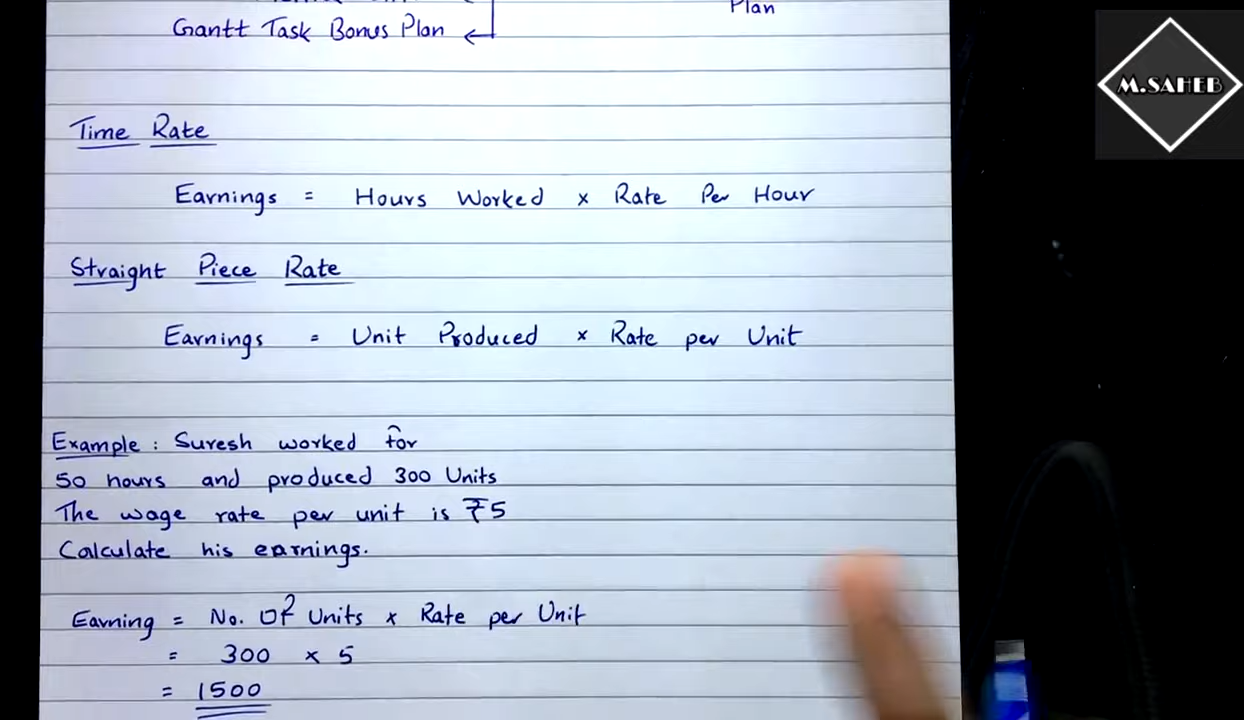 Plan
Gantt Task Bonus Plan
M.SAHEB
Time Rate
Earnings = Hours Worked × Rate Per Hour
Straight Piece Rate
Earnings = Unit Produced × Rate per Unit
Example : Suresh worked for
50 hours and produced 300 Units
The wage rate per unit is ₹5
Calculate his earnings.
Earning = No. Of Units × Rate per Unit
= 300 × 5
= 1500